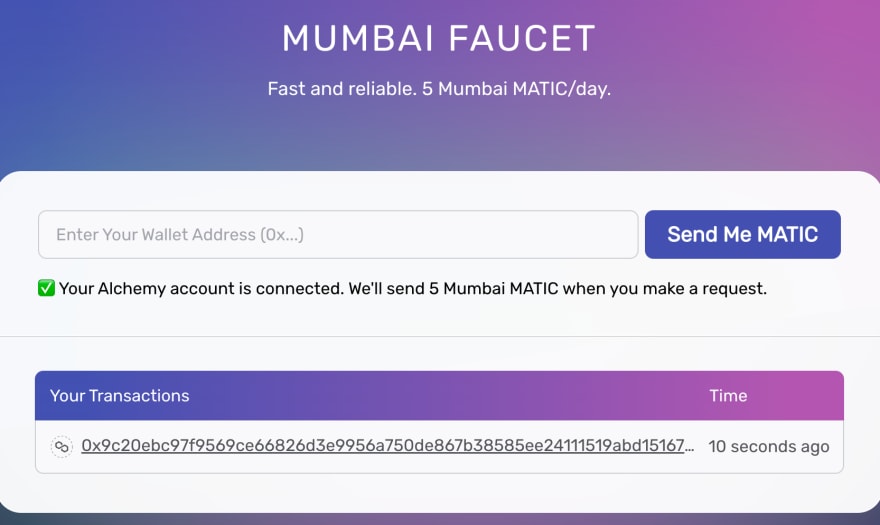 MUMBAI FAUCET
Fast and reliable. 5 Mumbai MATIC/day.
Enter Your Wallet Address (0x...)
Send Me MATIC
✅ Your Alchemy account is connected. We'll send 5 Mumbai MATIC when you make a request.
Your Transactions
Time
0x9c20ebc97f9569ce66826d3e9956a750de867b38585ee24111519abd15167...
10 seconds ago